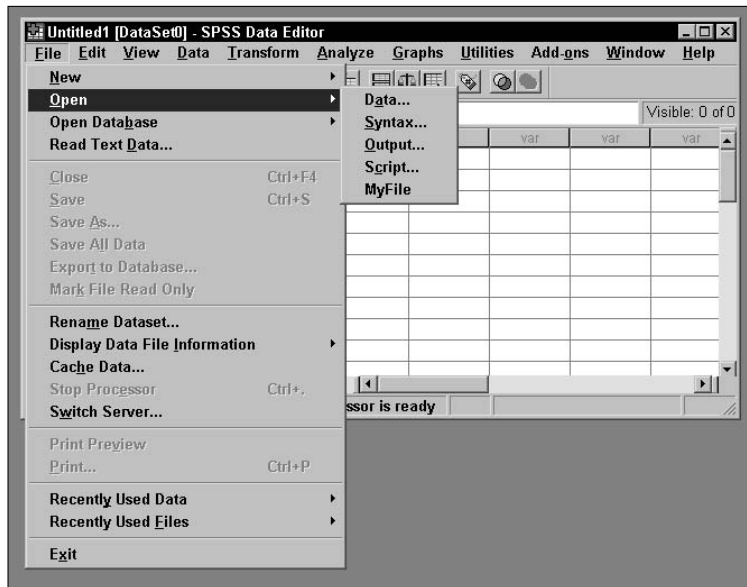 Untitled1 [DataSet0] - SPSS Data Editor
File Edit View Data Transform Analyze Graphs Utilities Add-ons Window Help
New
Open
Open Database
Read Text Data...
Close Ctrl+F4
Save Ctrl+S
Save As...
Save All Data
Export to Database...
Mark File Read Only
Rename Dataset...
Display Data File Information
Cache Data...
Stop Processor Ctrl+.
Switch Server...
Print Preview
Print... Ctrl+P
Recently Used Data
Recently Used Files
Exit
Data...
Syntax...
Output...
Script...
MyFile
Visible: 0 of 0
var var var
ssor is ready